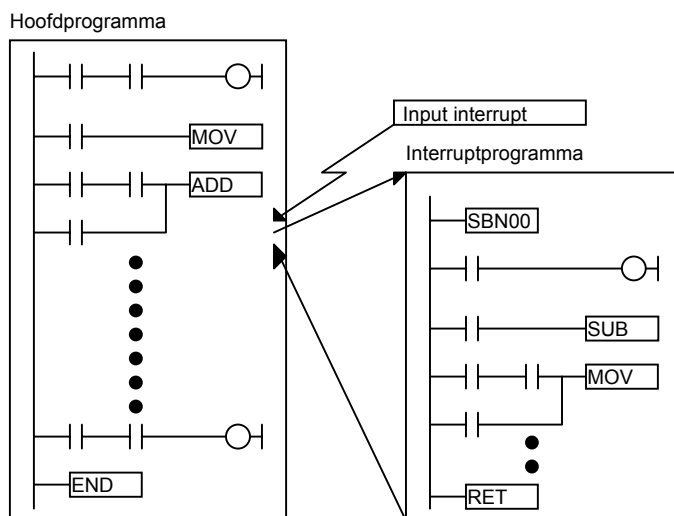 Hoofdprogramma
MOV
ADD
END
Input interrupt
Interruptprogramma
SBN00
SUB
MOV
RET